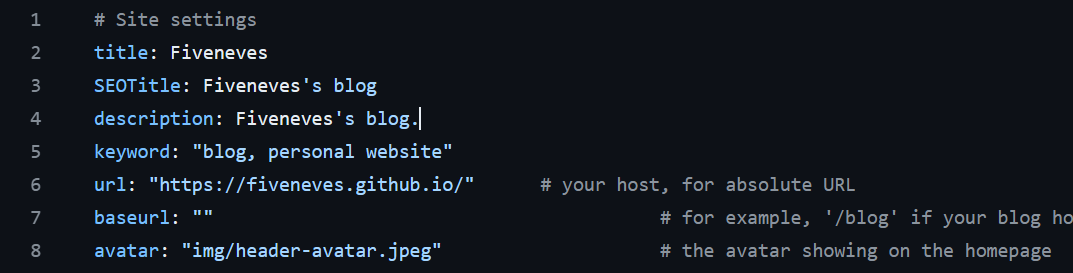 1 # Site settings
2 title: Fiveneves
3 SEOTitle: Fiveneves's blog
4 description: Fiveneves's blog.
5 keyword: "blog, personal website"
6 url: "https://fiveneves.github.io/" # your host, for absolute URL
7 baseurl: "" # for example, '/blog' if your blog ho
8 avatar: "img/header-avatar.jpeg" # the avatar showing on the homepage